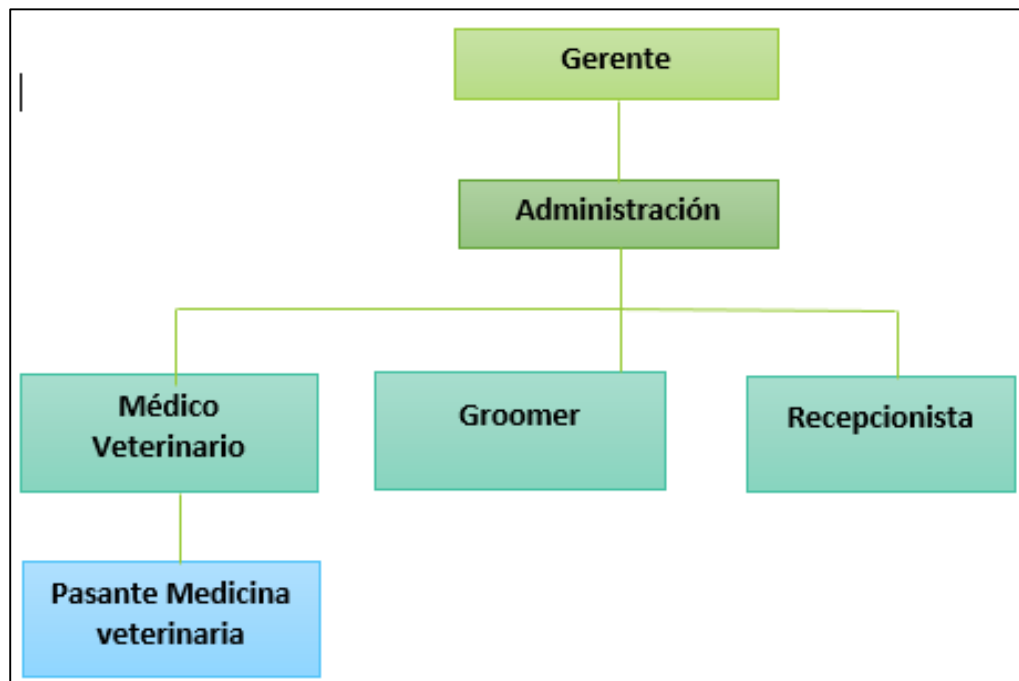 Gerente
Administración
Médico
Veterinario
Groomer
Recepcionista
Pasante Medicina
veterinaria